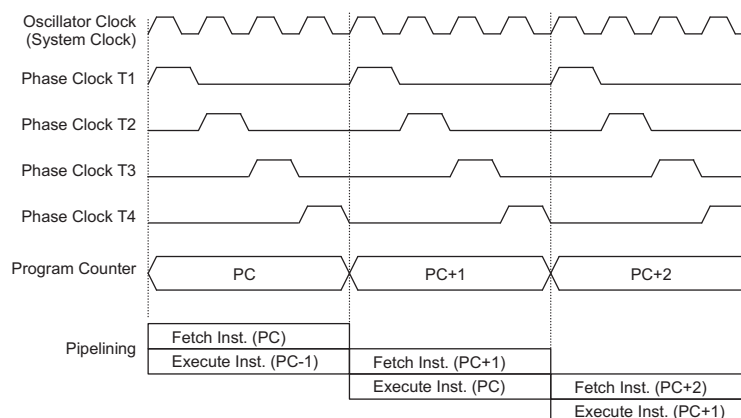 Oscillator Clock
(System Clock)
Phase Clock T1
Phase Clock T2
Phase Clock T3
Phase Clock T4
Program Counter
PC
PC+1
PC+2
Pipelining
Fetch Inst. (PC)
Execute Inst. (PC-1)
Fetch Inst. (PC+1)
Execute Inst. (PC)
Fetch Inst. (PC+2)
Execute Inst. (PC+1)